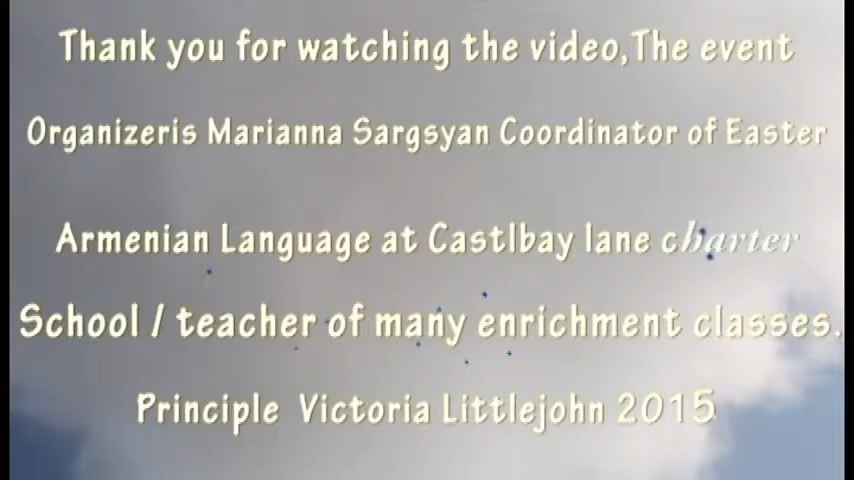 Thank you for watching the video,The event
Organizeris Marianna Sargsyan Coordinator of Easter
Armenian Language at Castlbay lane charter
School / teacher of many enrichment classes.
Principle Victoria Littlejohn 2015